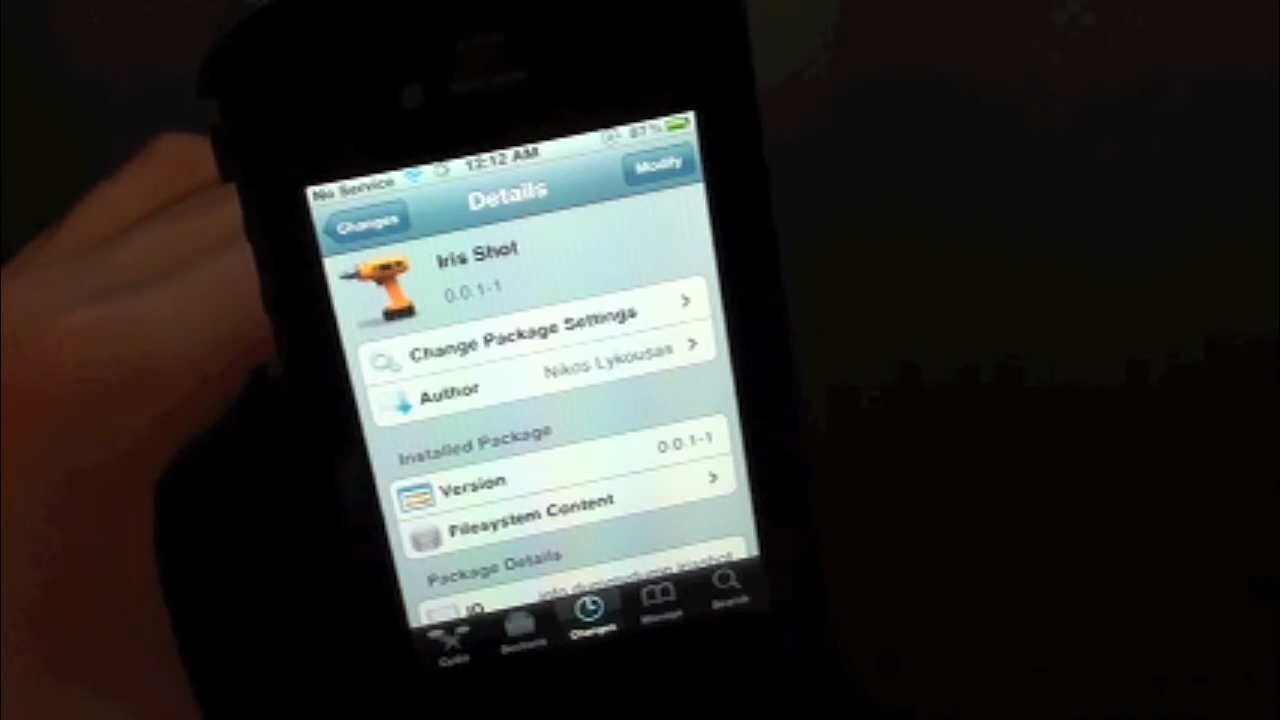 No Service 12:12 AM 87%
Changes Details Modify
Iris Shot
0.0.1-1
Change Package Settings
Author Nikos Lykousas
Installed Package
Version 0.0.1-1
Filesystem Content
Package Details
ID
Cydia Sections Changes Manage Search